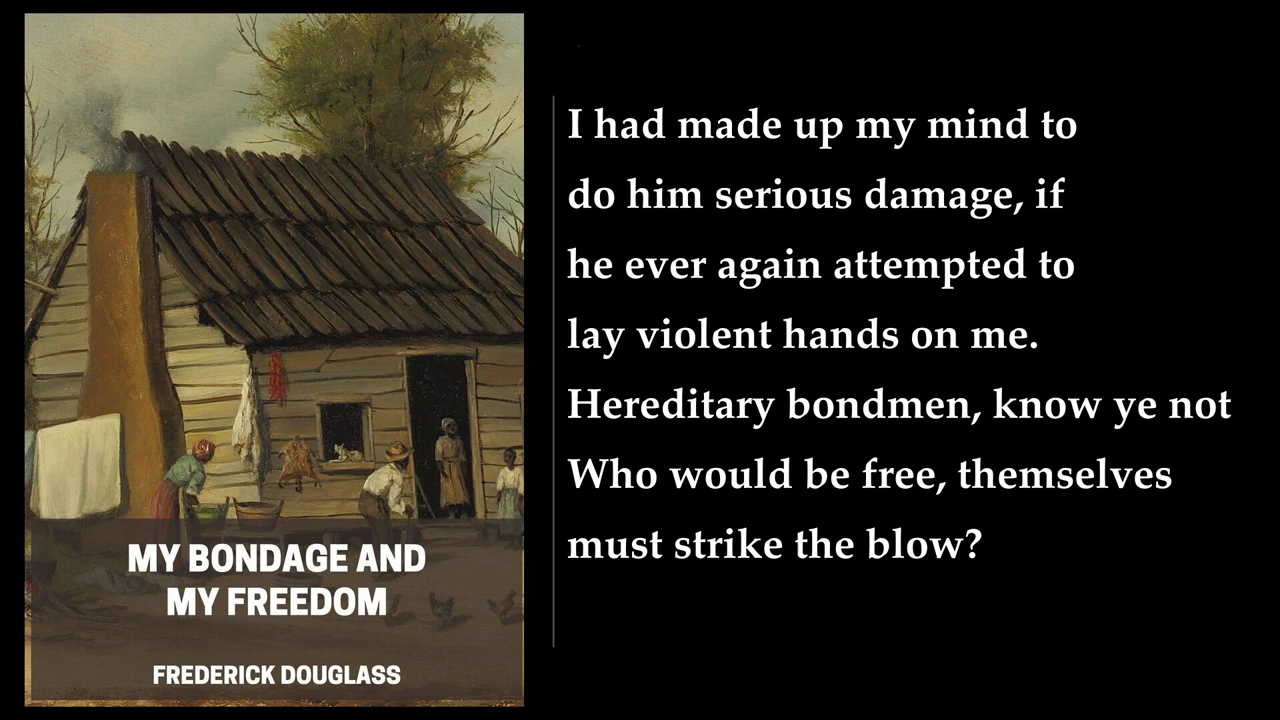 MY BONDAGE AND
MY FREEDOM
FREDERICK DOUGLASS
I had made up my mind to
do him serious damage, if
he ever again attempted to
lay violent hands on me.
Hereditary bondmen, know ye not
Who would be free, themselves
must strike the blow?